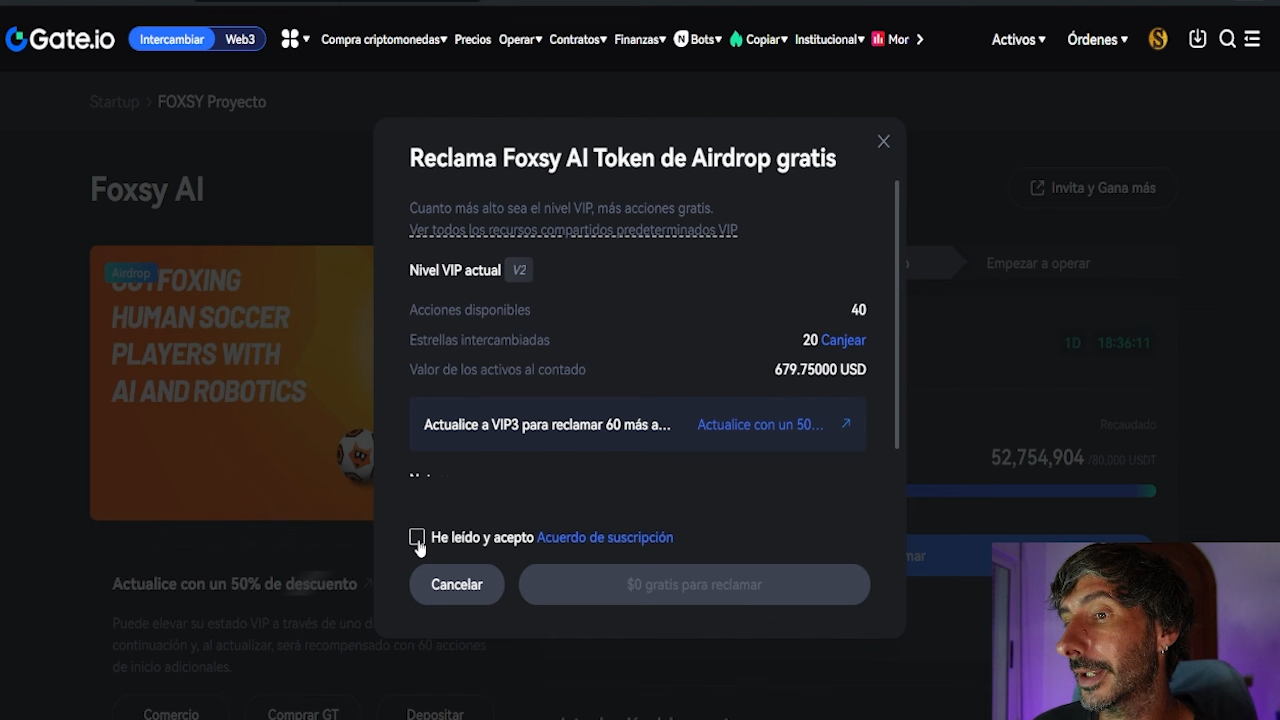 Gate.io
Intercambiar Web3 Compra criptomonedas Precios Operar Contratos Finanzas Bots Copiar Institucional Mor Activos Órdenes
Startup > FOXSY Proyecto
Reclama Foxsy AI Token de Airdrop gratis
Foxsy AI
Invita y Gana más
Cuanto más alto sea el nivel VIP, más acciones gratis.
Ver todos los recursos compartidos predeterminados VIP
Nivel VIP actual V2
Empezar a operar
Airdrop
OUTFOXING
HUMAN SOCCER
PLAYERS WITH
AI AND ROBOTICS
Acciones disponibles 40
Estrellas intercambiadas 20 Canjear
1D 18:36:11
Valor de los activos al contado 679.75000 USD
Actualice a VIP3 para reclamar 60 más a... Actualice con un 50...
Recaudado
52,754,904 /80,000 USDT
He leído y acepto Acuerdo de suscripción
Cancelar $0 gratis para reclamar
Actualice con un 50% de descuento
Puede elevar su estado VIP a través de uno d
continuación y, al actualizar, será recompensado con 60 acciones
de inicio adicionales.
Comercio Comprar GT Depositar